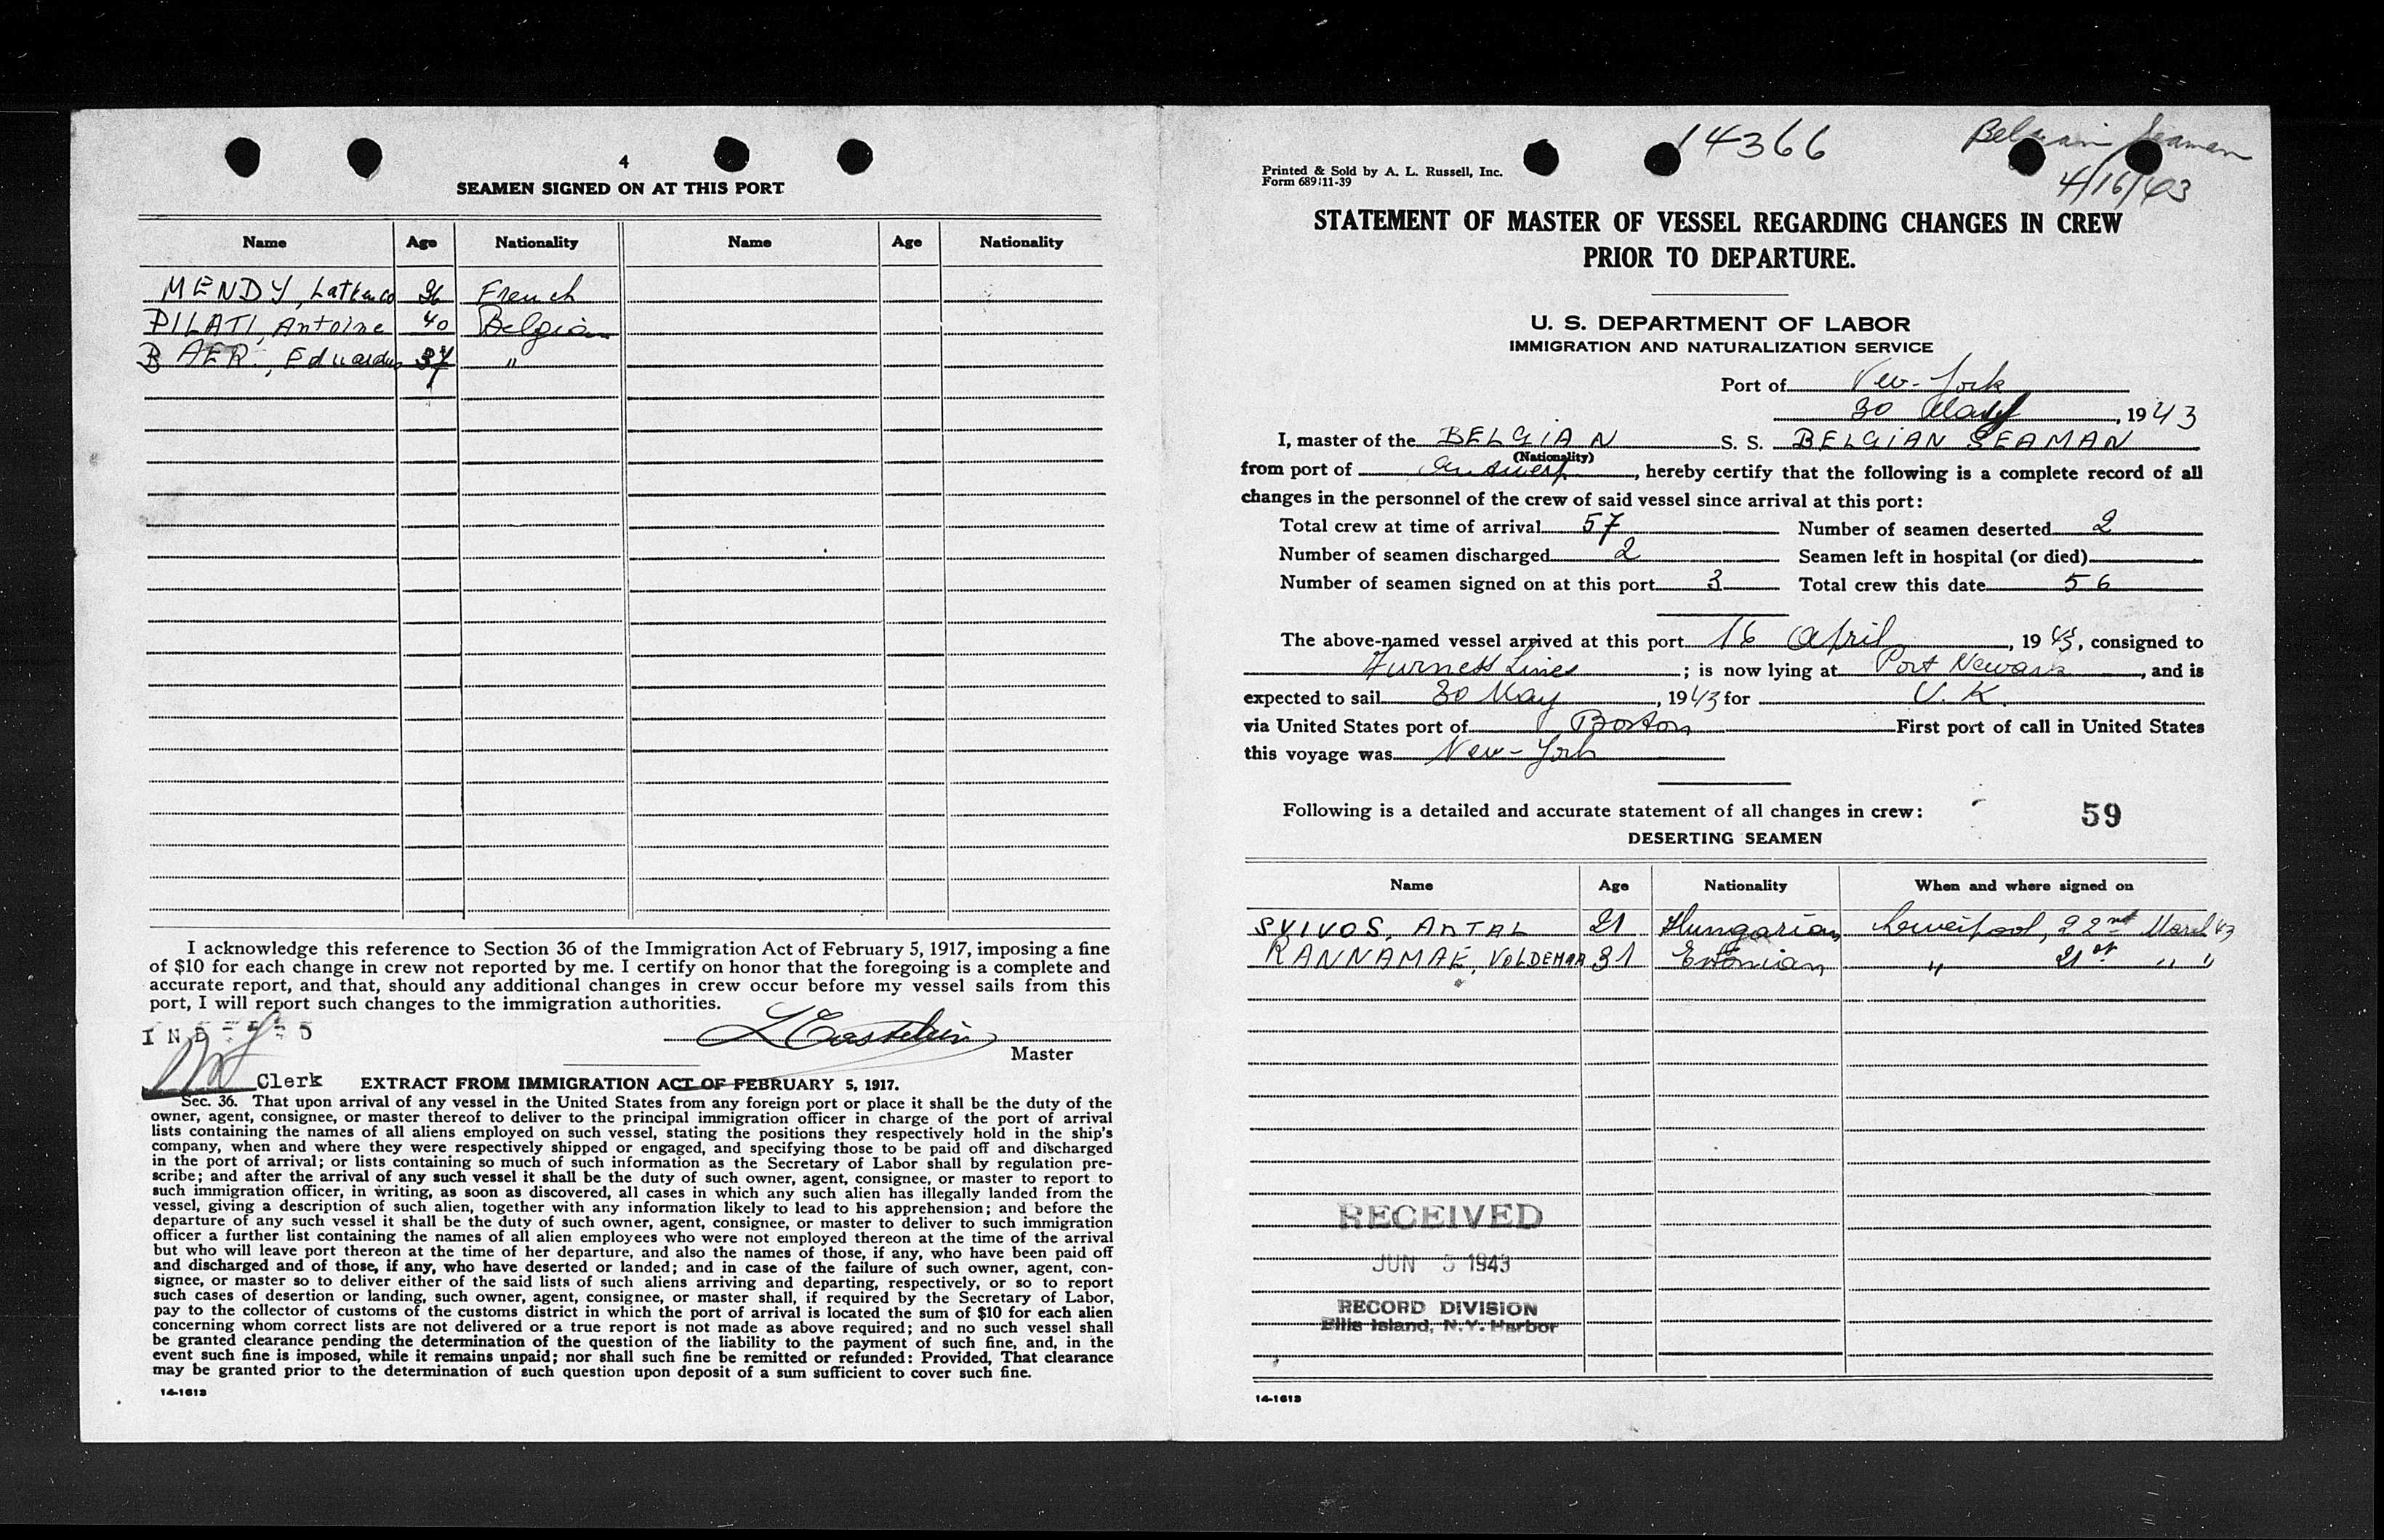 4
SEAMEN SIGNED ON AT THIS PORT
Name Age Nationality Name Age Nationality
MENDY, 26 French
PILATI, Antoine 40 Belgian
BAER, Eduardus 37 "
I acknowledge this reference to Section 36 of the Immigration Act of February 5, 1917, imposing a fine
of $10 for each change in crew not reported by me. I certify on honor that the foregoing is a complete and
accurate report, and that, should any additional changes in crew occur before my vessel sails from this
port, I will report such changes to the immigration authorities.
Master
Clerk EXTRACT FROM IMMIGRATION ACT OF FEBRUARY 5, 1917.
Sec. 36. That upon arrival of any vessel in the United States from any foreign port or place it shall be the duty of the
owner, agent, consignee, or master thereof to deliver to the principal immigration officer in charge of the port of arrival
lists containing the names of all aliens employed on such vessel, stating the positions they respectively hold in the ship's
company, when and where they were respectively shipped or engaged, and specifying those to be paid off and discharged
in the port of arrival; or lists containing so much of such information as the Secretary of Labor shall by regulation pre-
scribe; and after the arrival of any such vessel it shall be the duty of such owner, agent, consignee, or master to report to
such immigration officer, in writing, as soon as discovered, all cases in which any such alien has illegally landed from the
vessel, giving a description of such alien, together with any information likely to lead to his apprehension; and before the
departure of any such vessel it shall be the duty of such owner, agent, consignee, or master to deliver to such immigration
officer a further list containing the names of all alien employees who were not employed thereon at the time of the arrival
but who will leave port thereon at the time of her departure, and also the names of those, if any, who have been paid off
and discharged and of those, if any, who have deserted or landed; and in case of the failure of such owner, agent, con-
signee, or master so to deliver either of the said lists of such aliens arriving and departing, respectively, or so to report
such cases of desertion or landing, such owner, agent, consignee, or master shall, if required by the Secretary of Labor,
pay to the collector of customs of the customs district in which the port of arrival is located the sum of $10 for each alien
concerning whom correct lists are not delivered or a true report is not made as above required; and no such vessel shall
be granted clearance pending the determination of the question of the liability to the payment of such fine, and, in the
event such fine is imposed, while it remains unpaid; nor shall such fine be remitted or refunded: Provided, That clearance
may be granted prior to the determination of such question upon deposit of a sum sufficient to cover such fine.
14-1613
14366
Belgian Seaman
4/16/43
Printed & Sold by A. L. Russell, Inc.
Form 689 11-39
STATEMENT OF MASTER OF VESSEL REGARDING CHANGES IN CREW
PRIOR TO DEPARTURE.
U. S. DEPARTMENT OF LABOR
IMMIGRATION AND NATURALIZATION SERVICE
Port of New-York
30 May, 1943
I, master of the BELGIAN S. S. BELGIAN SEAMAN
(Nationality)
from port of Antwerp, hereby certify that the following is a complete record of all
changes in the personnel of the crew of said vessel since arrival at this port:
Total crew at time of arrival 57 Number of seamen deserted 2
Number of seamen discharged 2 Seamen left in hospital (or died)
Number of seamen signed on at this port 3 Total crew this date 56
The above-named vessel arrived at this port 16 April, 1943, consigned to
Furness Lines; is now lying at Port Newark, and is
expected to sail 30 May, 1943 for U.K.
via United States port of Boston First port of call in United States
this voyage was New-York
Following is a detailed and accurate statement of all changes in crew:
59
DESERTING SEAMEN
Name Age Nationality When and where signed on
SVIVOS, ANTAL 21 Hungarian Liverpool, 22nd March 43
RANNAMAE, VOLDEMAR 31 Estonian " 21st " "
RECEIVED
JUN 5 1943
RECORD DIVISION
Ellis Island, N.Y. Harbor
14-1613